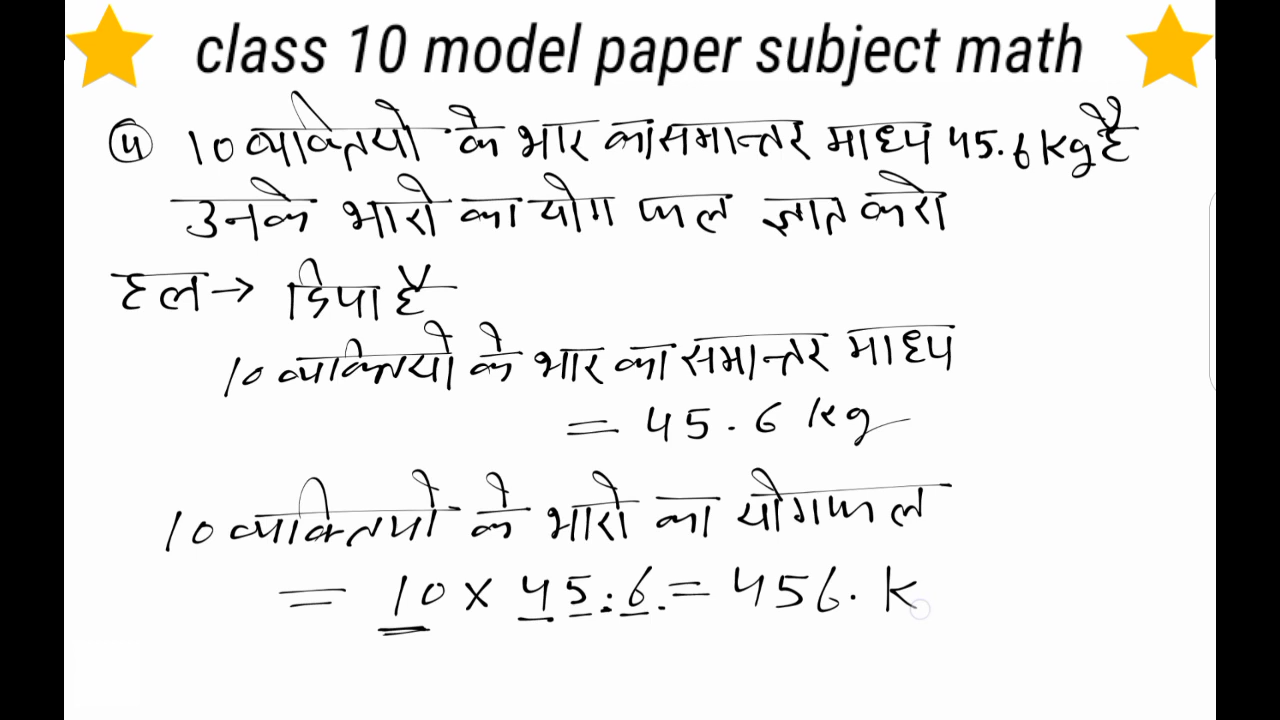 class 10 model paper subject math
(4) 10 व्यक्तियो के भार का समान्तर माध्य 45.6 kg है
उनके भारो का योग फल ज्ञात करो
हल → दिया है
10 व्यक्तियो के भार का समान्तर माध्य
= 45.6 kg
10 व्यक्तियो के भारो का योगफल
= 10 × 45.6 = 456. k